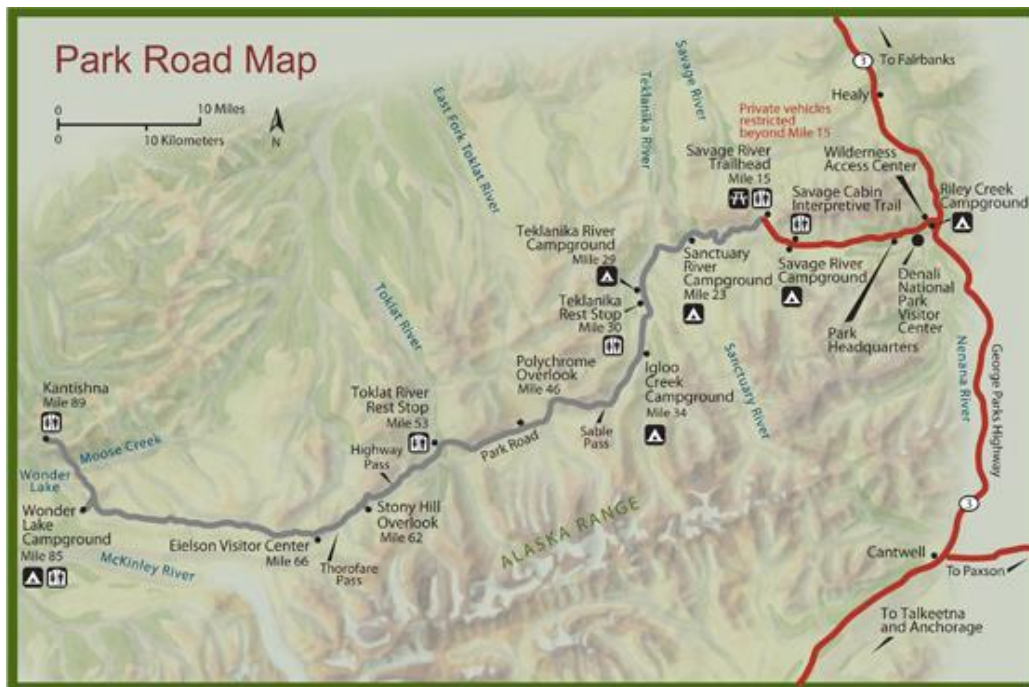 Park Road Map
0 10 Miles
0 10 Kilometers
N
To Fairbanks
3
Healy
Savage River
Teklanika River
East Fork Toklat River
Private vehicles
restricted
beyond Mile 15
Savage River
Trailhead
Mile 15
Wilderness
Access Center
Savage Cabin
Interpretive Trail
Riley Creek
Campground
Teklanika River
Campground
Mile 29
Sanctuary
River
Campground
Mile 23
Savage River
Campground
Denali
National
Park
Visitor
Center
Park
Headquarters
Teklanika
Rest Stop
Mile 30
Toklat River
Polychrome
Overlook
Mile 46
Igloo
Creek
Campground
Mile 34
Sanctuary River
Nenana River
George Parks Highway
Kantishna
Mile 89
Toklat River
Rest Stop
Mile 53
Sable
Pass
Park Road
Highway
Pass
Moose Creek
Wonder
Lake
Wonder
Lake
Campground
Mile 85
Stony Hill
Overlook
Mile 62
ALASKA RANGE
3
Eielson Visitor Center
Mile 66
Thorofare
Pass
McKinley River
Cantwell
To Paxson
To Talkeetna
and Anchorage